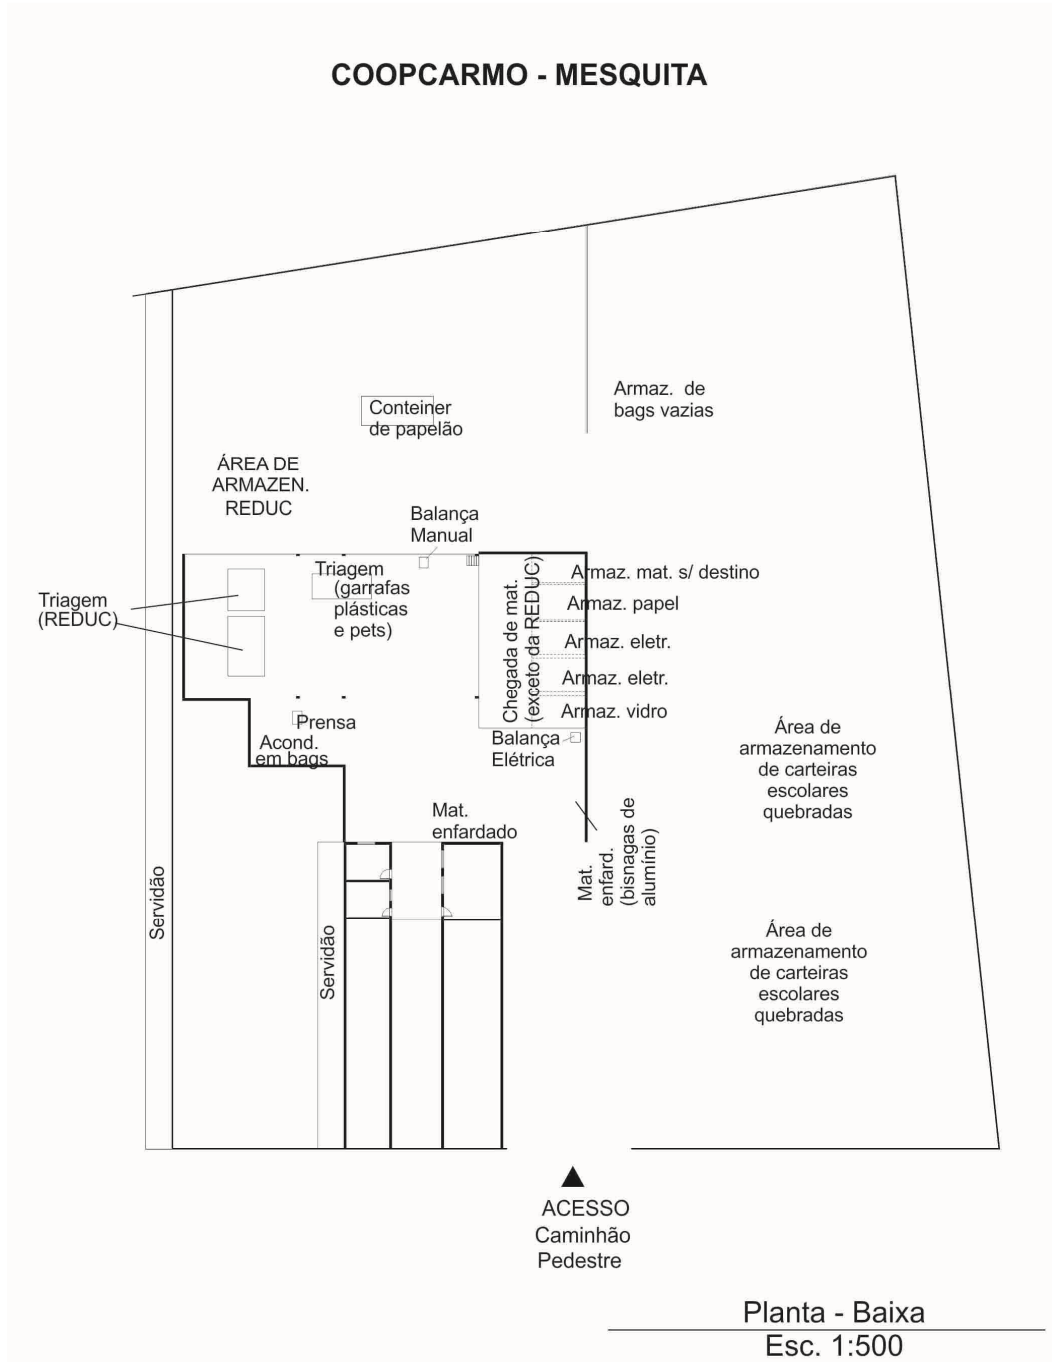 COOPCARMO - MESQUITA
Armaz. de
bags vazias
Conteiner
de papelão
ÁREA DE
ARMAZEN.
REDUC
Balança
Manual
Triagem
(REDUC)
Triagem
(garrafas
plásticas
e pets)
Chegada de mat.
(exceto da REDUC)
Armaz. mat. s/ destino
Armaz. papel
Armaz. eletr.
Armaz. eletr.
Armaz. vidro
Prensa
Acond.
em bags
Balança
Elétrica
Área de
armazenamento
de carteiras
escolares
quebradas
Mat.
enfardado
Mat.
enfard.
(bisnagas de
alumínio)
Servidão
Servidão
Área de
armazenamento
de carteiras
escolares
quebradas
ACESSO
Caminhão
Pedestre
Planta - Baixa
Esc. 1:500